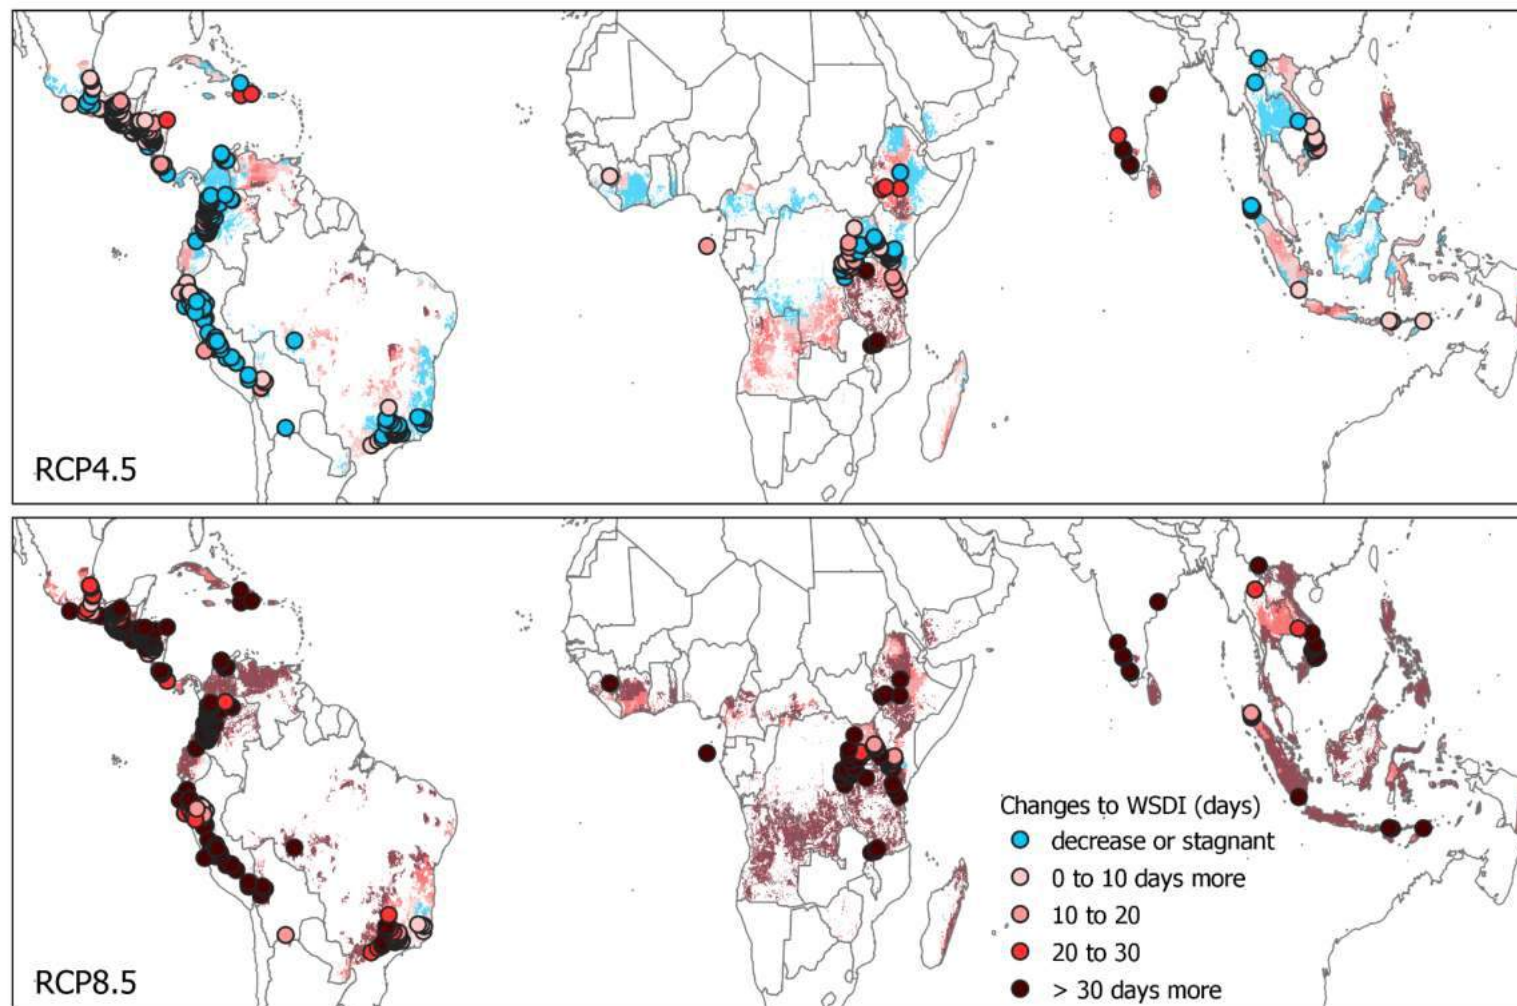 RCP4.5
Changes to WSDI (days)
decrease or stagnant
0 to 10 days more
10 to 20
20 to 30
> 30 days more
RCP8.5